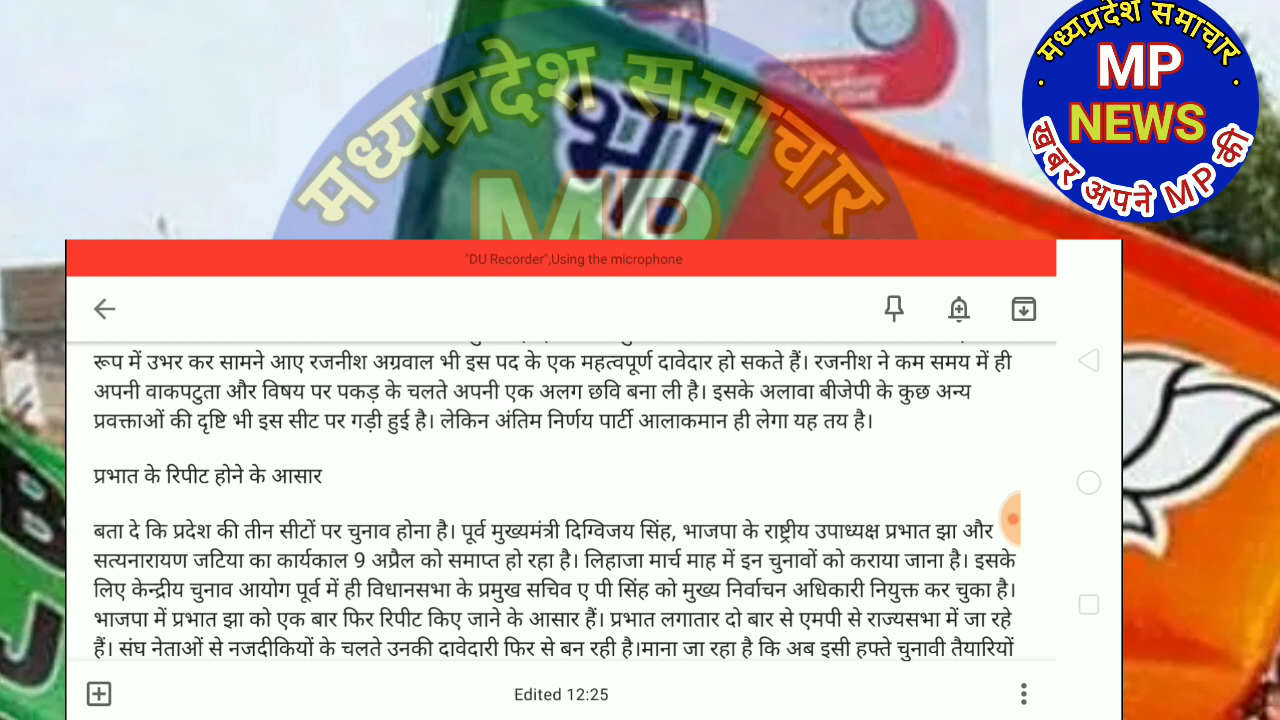 मध्यप्रदेश समाचार
MP
NEWS
खबर अपने MP कि
मध्यप्रदेश समाचार
MP
भा
"DU Recorder",Using the microphone
रूप में उभर कर सामने आए रजनीश अग्रवाल भी इस पद के एक महत्वपूर्ण दावेदार हो सकते हैं। रजनीश ने कम समय में ही
अपनी वाकपटुता और विषय पर पकड़ के चलते अपनी एक अलग छवि बना ली है। इसके अलावा बीजेपी के कुछ अन्य
प्रवक्ताओं की दृष्टि भी इस सीट पर गड़ी हुई है। लेकिन अंतिम निर्णय पार्टी आलाकमान ही लेगा यह तय है।
प्रभात के रिपीट होने के आसार
बता दे कि प्रदेश की तीन सीटों पर चुनाव होना है। पूर्व मुख्यमंत्री दिग्विजय सिंह, भाजपा के राष्ट्रीय उपाध्यक्ष प्रभात झा और
सत्यनारायण जटिया का कार्यकाल 9 अप्रैल को समाप्त हो रहा है। लिहाजा मार्च माह में इन चुनावों को कराया जाना है। इसके
लिए केन्द्रीय चुनाव आयोग पूर्व में ही विधानसभा के प्रमुख सचिव ए पी सिंह को मुख्य निर्वाचन अधिकारी नियुक्त कर चुका है।
भाजपा में प्रभात झा को एक बार फिर रिपीट किए जाने के आसार हैं। प्रभात लगातार दो बार से एमपी से राज्यसभा में जा रहे
हैं। संघ नेताओं से नजदीकियों के चलते उनकी दावेदारी फिर से बन रही है।माना जा रहा है कि अब इसी हफ्ते चुनावी तैयारियों
Edited 12:25